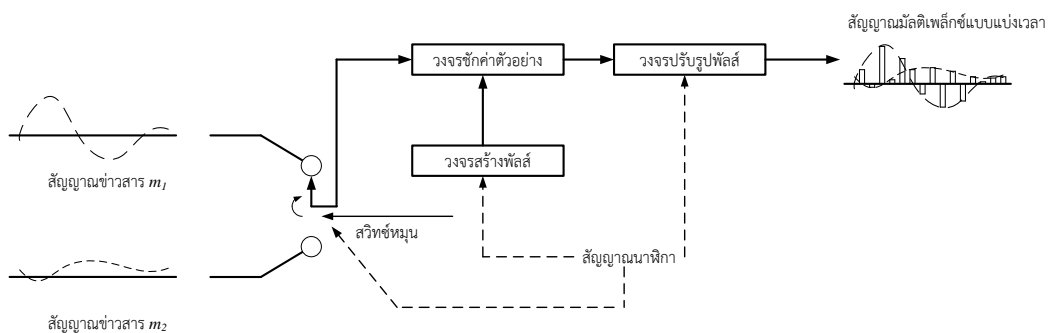 สัญญาณมัลติเพล็กซ์แบบแบ่งเวลา
วงจรชักค่าตัวอย่าง
วงจรปรับรูปพัลส์
วงจรสร้างพัลส์
สัญญาณข่าวสาร m1
สวิทซ์หมุน
สัญญาณนาฬิกา
สัญญาณข่าวสาร m2